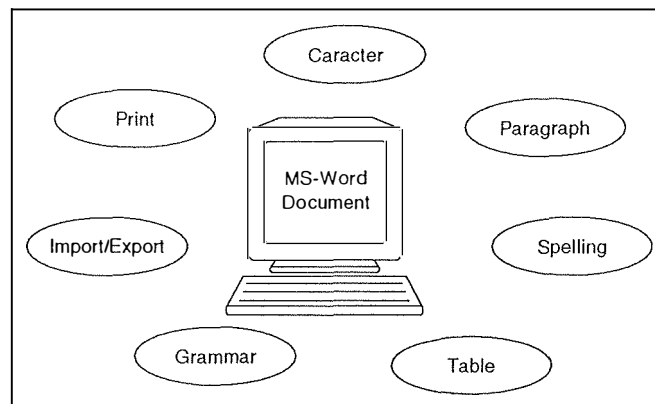 Caracter
Print
Paragraph
MS-Word
Document
Import/Export
Spelling
Grammar
Table